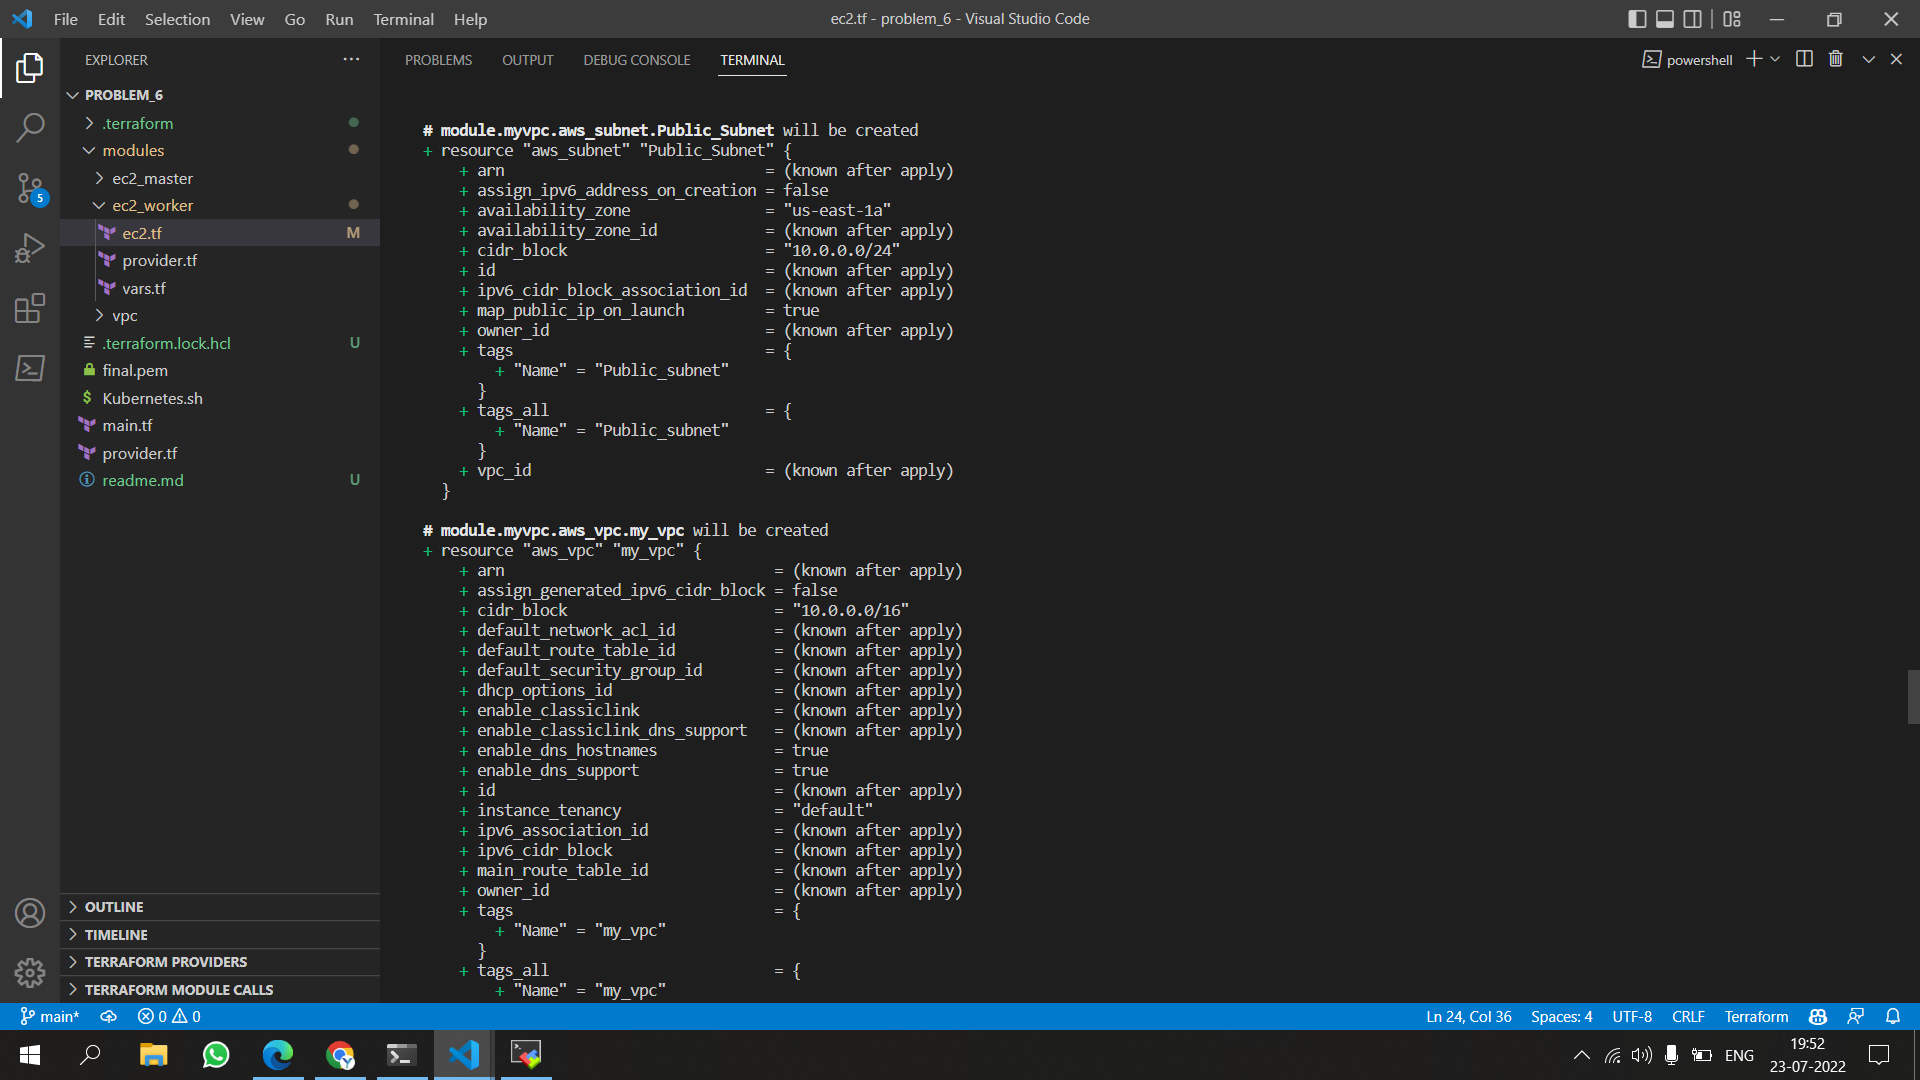 File Edit Selection View Go Run Terminal Help
ec2.tf - problem_6 - Visual Studio Code
EXPLORER
PROBLEM_6
.terraform
modules
ec2_master
ec2_worker
ec2.tf M
provider.tf
vars.tf
vpc
.terraform.lock.hcl U
final.pem
Kubernetes.sh
main.tf
provider.tf
readme.md U
OUTLINE
TIMELINE
TERRAFORM PROVIDERS
TERRAFORM MODULE CALLS
5
PROBLEMS OUTPUT DEBUG CONSOLE TERMINAL
powershell
# module.myvpc.aws_subnet.Public_Subnet will be created
+ resource "aws_subnet" "Public_Subnet" {
+ arn = (known after apply)
+ assign_ipv6_address_on_creation = false
+ availability_zone = "us-east-1a"
+ availability_zone_id = (known after apply)
+ cidr_block = "10.0.0.0/24"
+ id = (known after apply)
+ ipv6_cidr_block_association_id = (known after apply)
+ map_public_ip_on_launch = true
+ owner_id = (known after apply)
+ tags = {
+ "Name" = "Public_subnet"
}
+ tags_all = {
+ "Name" = "Public_subnet"
}
+ vpc_id = (known after apply)
}
# module.myvpc.aws_vpc.my_vpc will be created
+ resource "aws_vpc" "my_vpc" {
+ arn = (known after apply)
+ assign_generated_ipv6_cidr_block = false
+ cidr_block = "10.0.0.0/16"
+ default_network_acl_id = (known after apply)
+ default_route_table_id = (known after apply)
+ default_security_group_id = (known after apply)
+ dhcp_options_id = (known after apply)
+ enable_classiclink = (known after apply)
+ enable_classiclink_dns_support = (known after apply)
+ enable_dns_hostnames = true
+ enable_dns_support = true
+ id = (known after apply)
+ instance_tenancy = "default"
+ ipv6_association_id = (known after apply)
+ ipv6_cidr_block = (known after apply)
+ main_route_table_id = (known after apply)
+ owner_id = (known after apply)
+ tags = {
+ "Name" = "my_vpc"
}
+ tags_all = {
+ "Name" = "my_vpc"
main* 0 0 Ln 24, Col 36 Spaces: 4 UTF-8 CRLF Terraform
ENG
19:52
23-07-2022